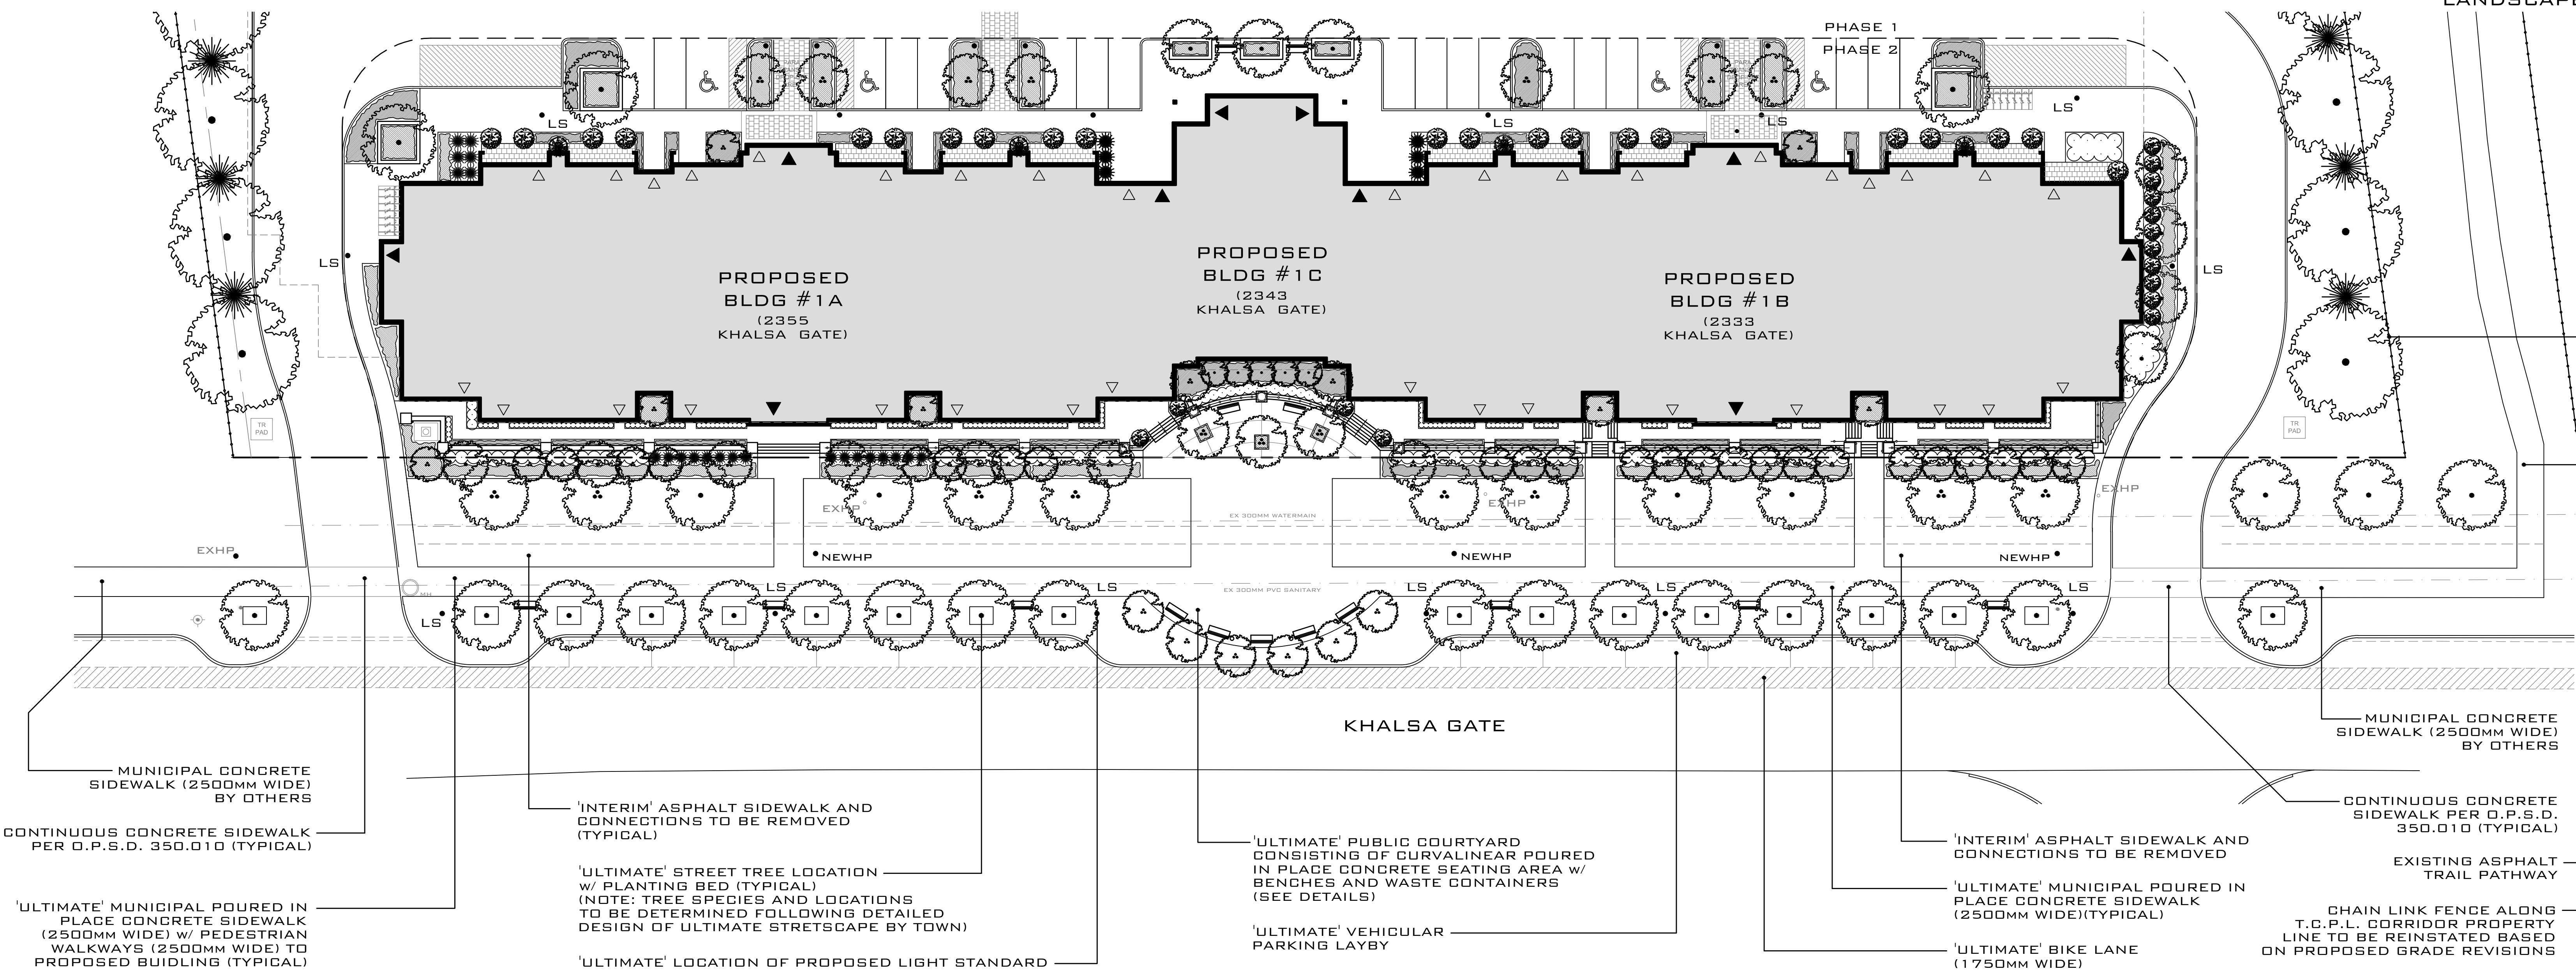 LANDSCAPE
PHASE 1
PHASE 2
LS
LS
LS
LS
LS
LS
PROPOSED
BLDG #1A
(2355
KHALSA GATE)
PROPOSED
BLDG #1C
(2343
KHALSA GATE)
PROPOSED
BLDG #1B
(2333
KHALSA GATE)
LS
TR
PAD
TR
PAD
EXHP
EXHP
EXHP
EX 300MM WATERMAIN
EXHP
NEWHP
NEWHP
NEWHP
MH
LS
LS
LS
EX 300MM PVC SANITARY
LS
LS
LS
KHALSA GATE
MUNICIPAL CONCRETE
SIDEWALK (2500MM WIDE)
BY OTHERS
CONTINUOUS CONCRETE SIDEWALK
PER O.P.S.D. 350.010 (TYPICAL)
'ULTIMATE' MUNICIPAL POURED IN
PLACE CONCRETE SIDEWALK
(2500MM WIDE) W/ PEDESTRIAN
WALKWAYS (2500MM WIDE) TO
PROPOSED BUIDLING (TYPICAL)
'INTERIM' ASPHALT SIDEWALK AND
CONNECTIONS TO BE REMOVED
(TYPICAL)
'ULTIMATE' STREET TREE LOCATION
W/ PLANTING BED (TYPICAL)
(NOTE: TREE SPECIES AND LOCATIONS
TO BE DETERMINED FOLLOWING DETAILED
DESIGN OF ULTIMATE STRETSCAPE BY TOWN)
'ULTIMATE' LOCATION OF PROPOSED LIGHT STANDARD
'ULTIMATE' PUBLIC COURTYARD
CONSISTING OF CURVALINEAR POURED
IN PLACE CONCRETE SEATING AREA W/
BENCHES AND WASTE CONTAINERS
(SEE DETAILS)
'ULTIMATE' VEHICULAR
PARKING LAYBY
'INTERIM' ASPHALT SIDEWALK AND
CONNECTIONS TO BE REMOVED
'ULTIMATE' MUNICIPAL POURED IN
PLACE CONCRETE SIDEWALK
(2500MM WIDE)(TYPICAL)
'ULTIMATE' BIKE LANE
(1750MM WIDE)
MUNICIPAL CONCRETE
SIDEWALK (2500MM WIDE)
BY OTHERS
CONTINUOUS CONCRETE
SIDEWALK PER O.P.S.D.
350.010 (TYPICAL)
EXISTING ASPHALT
TRAIL PATHWAY
CHAIN LINK FENCE ALONG
T.C.P.L. CORRIDOR PROPERTY
LINE TO BE REINSTATED BASED
ON PROPOSED GRADE REVISIONS